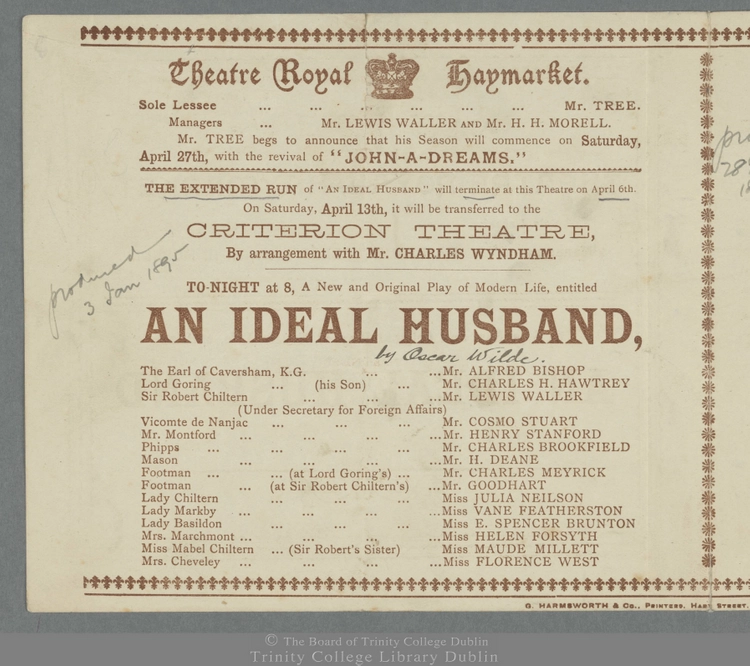 Theatre Royal Haymarket.
Sole Lessee ... ... ... ... ... ... Mr. TREE.
Managers ... Mr. LEWIS WALLER AND Mr. H. H. MORELL.
Mr. TREE begs to announce that his Season will commence on Saturday,
April 27th, with the revival of "JOHN-A-DREAMS."
THE EXTENDED RUN of "AN IDEAL HUSBAND" will terminate at this Theatre on April 6th.
On Saturday, April 13th, it will be transferred to the
CRITERION THEATRE,
By arrangement with Mr. CHARLES WYNDHAM.
produced
3 Jan 1895
TO-NIGHT at 8, A New and Original Play of Modern Life, entitled
AN IDEAL HUSBAND,
by Oscar Wilde.
The Earl of Caversham, K.G. ... ...Mr. ALFRED BISHOP
Lord Goring ... (his Son) ... Mr. CHARLES H. HAWTREY
Sir Robert Chiltern ... ... ...Mr. LEWIS WALLER
(Under Secretary for Foreign Affairs)
Vicomte de Nanjac ... ... ... Mr. COSMO STUART
Mr. Montford ... ... ... ...Mr. HENRY STANFORD
Phipps ... ... ... ... Mr. CHARLES BROOKFIELD
Mason ... ... ... ...Mr. H. DEANE
Footman ... ... (at Lord Goring's) ... Mr. CHARLES MEYRICK
Footman ... (at Sir Robert Chiltern's) ...Mr. GOODHART
Lady Chiltern ... ... ... Miss JULIA NEILSON
Lady Markby ... ... ... ...Miss VANE FEATHERSTON
Lady Basildon ... ... ... Miss E. SPENCER BRUNTON
Mrs. Marchmont ... ... ... ...Miss HELEN FORSYTH
Miss Mabel Chiltern ... (Sir Robert's Sister) Miss MAUDE MILLETT
Mrs. Cheveley ... ... ... ...Miss FLORENCE WEST
G. HARMSWORTH & Co., PRINTERS, HART STREET,
© The Board of Trinity College Dublin
Trinity College Library Dublin